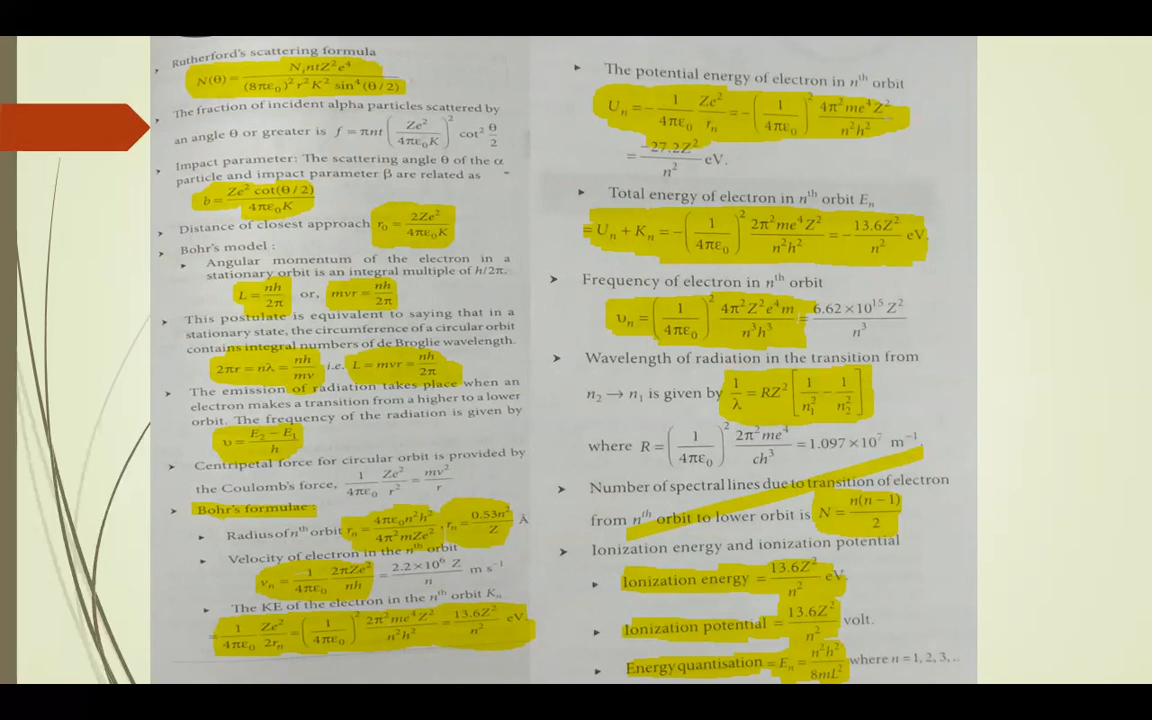 Rutherford's scattering formula
N(θ) = N_i ntZ²e⁴ / (8πε₀)² r² K² sin⁴(θ/2)
The fraction of incident alpha particles scattered by
an angle θ or greater is f = πnt (Ze² / 4πε₀K)² cot² θ/2
Impact parameter: The scattering angle θ of the α
particle and impact parameter β are related as
b = Ze² cot(θ/2) / 4πε₀K
Distance of closest approach r₀ = 2Ze² / 4πε₀K
Bohr's model :
Angular momentum of the electron in a
stationary orbit is an integral multiple of h/2π.
L = nh/2π or, mvr = nh/2π
This postulate is equivalent to saying that in a
stationary state, the circumference of a circular orbit
contains integral numbers of de Broglie wavelength.
2πr = nλ = nh/mv i.e. L = mvr = nh/2π
The emission of radiation takes place when an
electron makes a transition from a higher to a lower
orbit. The frequency of the radiation is given by
υ = E₂ − E₁ / h
Centripetal force for circular orbit is provided by
the Coulomb's force, 1/4πε₀ Ze²/r² = mv²/r
Bohr's formulae :
Radius of nᵗʰ orbit rₙ = 4πε₀n²h² / 4π²mZe², rₙ = 0.53n²/Z Å
Velocity of electron in the nᵗʰ orbit
vₙ = 1/4πε₀ 2πZe²/nh = 2.2×10⁶ Z / n m s⁻¹
The KE of the electron in the nᵗʰ orbit Kₙ
= 1/4πε₀ Ze²/2rₙ = (1/4πε₀)² 2π²me⁴Z²/n²h² = 13.6Z²/n² eV
The potential energy of electron in nᵗʰ orbit
Uₙ = − 1/4πε₀ Ze²/rₙ = −(1/4πε₀)² 4π²me⁴Z²/n²h²
= −27.2Z²/n² eV.
Total energy of electron in nᵗʰ orbit Eₙ
= Uₙ + Kₙ = −(1/4πε₀)² 2π²me⁴Z²/n²h² = − 13.6Z²/n² eV.
Frequency of electron in nᵗʰ orbit
υₙ = (1/4πε₀)² 4π²Z²e⁴m/n³h³ = 6.62×10¹⁵ Z²/n³
Wavelength of radiation in the transition from
n₂ → n₁ is given by 1/λ = RZ² [1/n₁² − 1/n₂²]
where R = (1/4πε₀)² 2π²me⁴/ch³ = 1.097×10⁷ m⁻¹
Number of spectral lines due to transition of electron
from nᵗʰ orbit to lower orbit is N = n(n−1)/2
Ionization energy and ionization potential
Ionization energy = 13.6Z²/n² eV.
Ionization potential = 13.6Z²/n² volt.
Energy quantisation = Eₙ = n²h²/8mL² where n = 1, 2, 3, ..